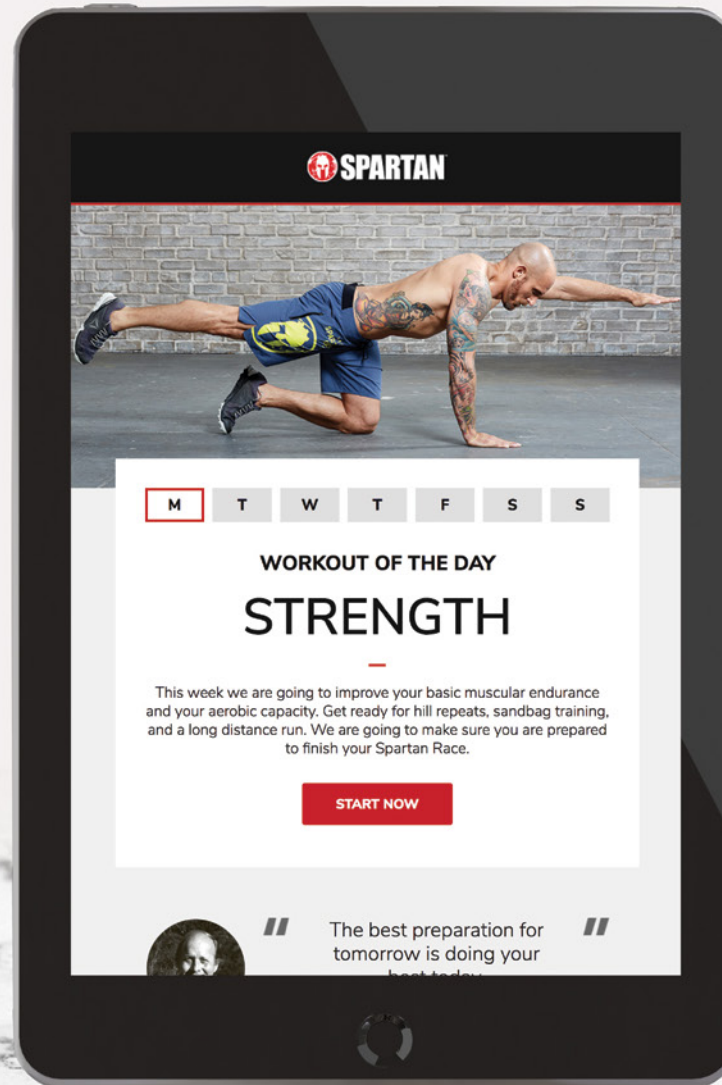 SPARTAN
M T W T F S S
WORKOUT OF THE DAY
STRENGTH
This week we are going to improve your basic muscular endurance
and your aerobic capacity. Get ready for hill repeats, sandbag training,
and a long distance run. We are going to make sure you are prepared
to finish your Spartan Race.
START NOW
" The best preparation for "
tomorrow is doing your
best today